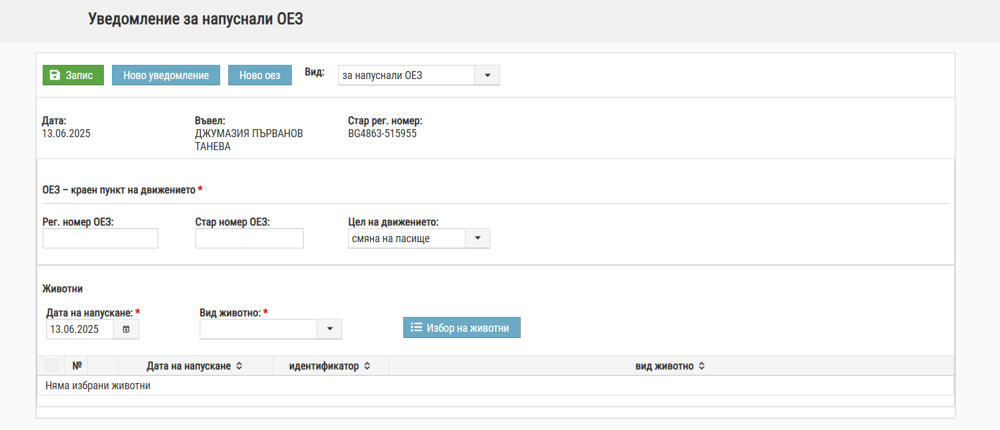 Уведомление за напуснали ОЕЗ
Запис Ново уведомление Ново оез Вид: за напуснали ОЕЗ
Дата: Въвел: Стар рег. номер:
13.06.2025 ДЖУМАЗИЯ ПЪРВАНОВ BG4863-515955
ТАНЕВА
ОЕЗ – краен пункт на движението *
Рег. номер ОЕЗ: Стар номер ОЕЗ: Цел на движението:
смяна на пасище
Животни
Дата на напускане: * Вид животно: *
13.06.2025 Избор на животни
№ Дата на напускане идентификатор вид животно
Няма избрани животни